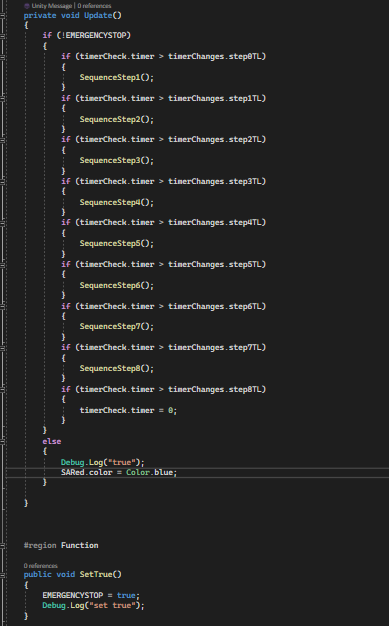 Unity Message | 0 references
private void Update()
{
if (!EMERGENCYSTOP)
{
if (timerCheck.timer > timerChanges.step0TL)
{
SequenceStep1();
}
if (timerCheck.timer > timerChanges.step1TL)
{
SequenceStep2();
}
if (timerCheck.timer > timerChanges.step2TL)
{
SequenceStep3();
}
if (timerCheck.timer > timerChanges.step3TL)
{
SequenceStep4();
}
if (timerCheck.timer > timerChanges.step4TL)
{
SequenceStep5();
}
if (timerCheck.timer > timerChanges.step5TL)
{
SequenceStep6();
}
if (timerCheck.timer > timerChanges.step6TL)
{
SequenceStep7();
}
if (timerCheck.timer > timerChanges.step7TL)
{
SequenceStep8();
}
if (timerCheck.timer > timerChanges.step8TL)
{
timerCheck.timer = 0;
}
}
else
{
Debug.Log("true");
SARed.color = Color.blue;
}
}
#region Function
0 references
public void SetTrue()
{
EMERGENCYSTOP = true;
Debug.Log("set true");
}